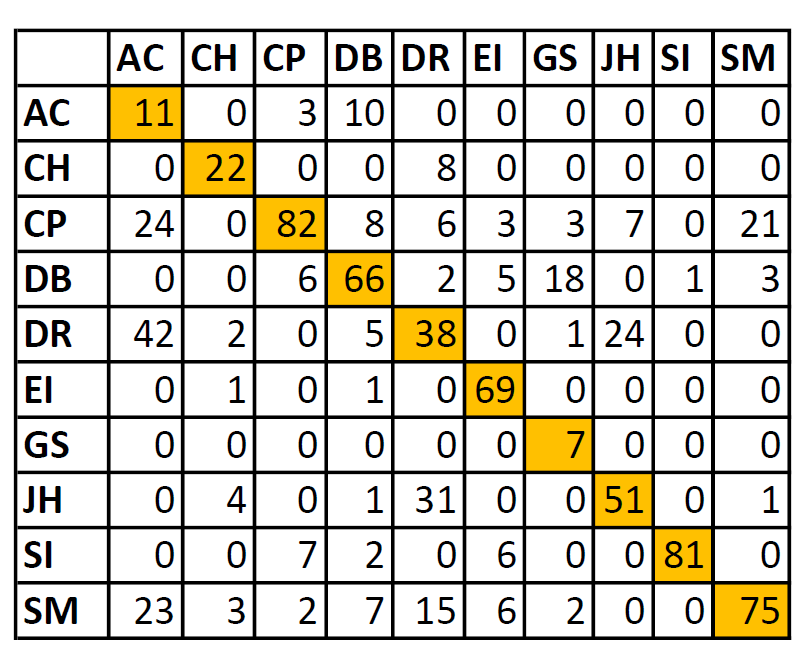 AC CH CP DB DR EI GS JH SI SM
AC 11 0 3 10 0 0 0 0 0 0
CH 0 22 0 0 8 0 0 0 0 0
CP 24 0 82 8 6 3 3 7 0 21
DB 0 0 6 66 2 5 18 0 1 3
DR 42 2 0 5 38 0 1 24 0 0
EI 0 1 0 1 0 69 0 0 0 0
GS 0 0 0 0 0 0 7 0 0 0
JH 0 4 0 1 31 0 0 51 0 1
SI 0 0 7 2 0 6 0 0 81 0
SM 23 3 2 7 15 6 2 0 0 75